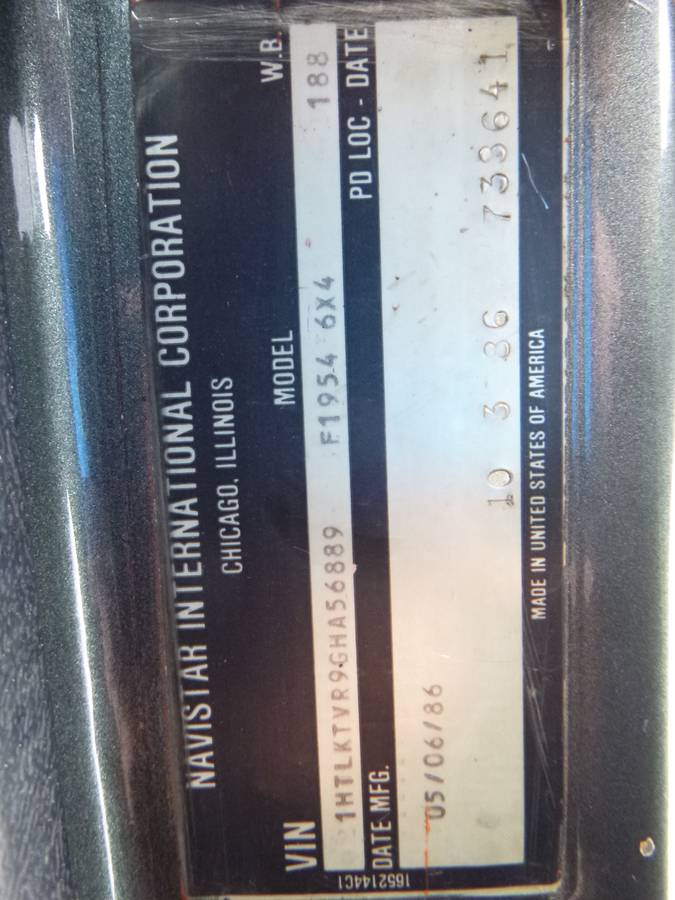 NAVISTAR INTERNATIONAL CORPORATION
CHICAGO, ILLINOIS
VIN MODEL W.B.
1HTLKTVR9GHA56889 F1954 6X4 188
DATE MFG. PD LOC - DATE
05/06/86
10 3 86 738641
MADE IN UNITED STATES OF AMERICA
1652144C1